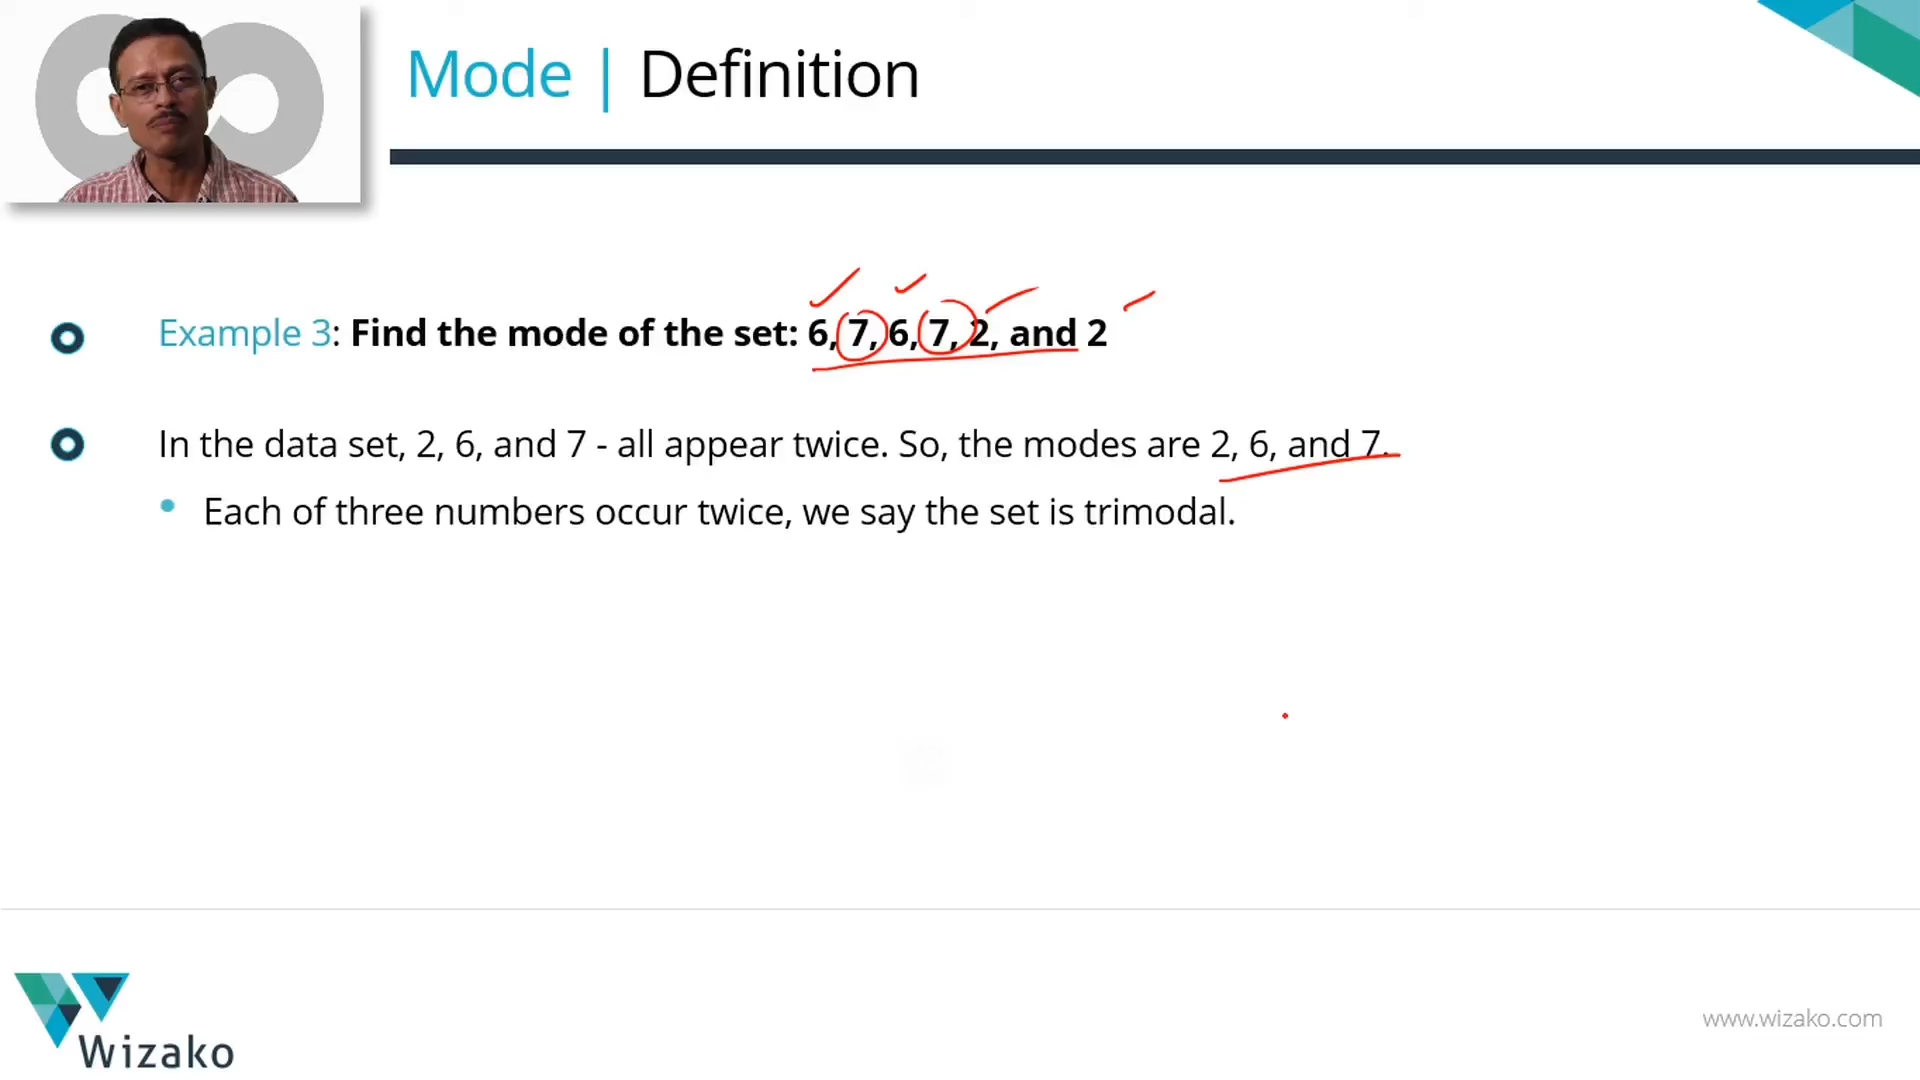 Mode | Definition
Example 3: Find the mode of the set: 6, 7, 6, 7, 2, and 2
In the data set, 2, 6, and 7 - all appear twice. So, the modes are 2, 6, and 7.
Each of three numbers occur twice, we say the set is trimodal.
Wizako
www.wizako.com